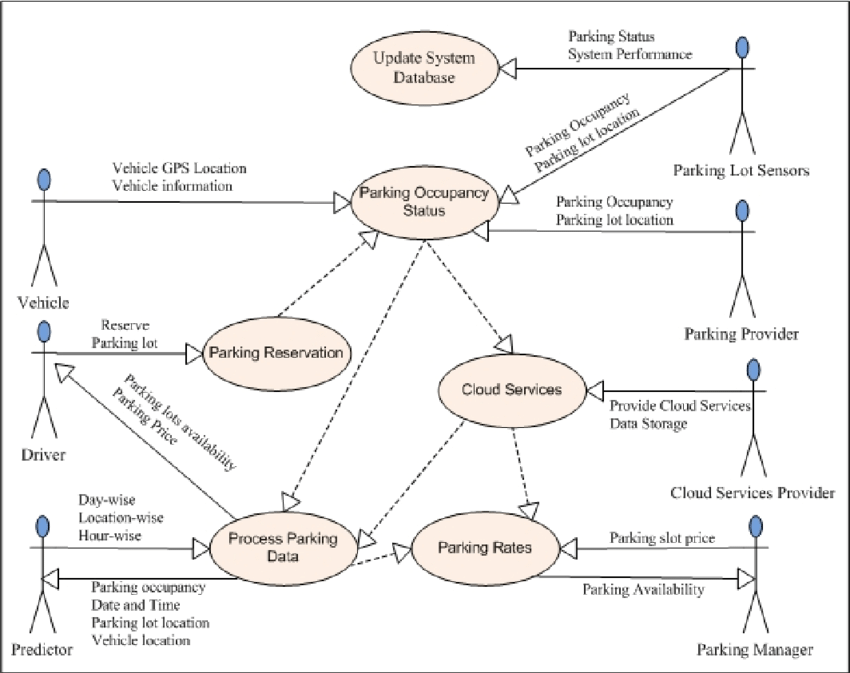 Update System
Database
Parking Status
System Performance
Parking Occupancy
Parking lot location
Parking Lot Sensors
Vehicle GPS Location
Vehicle information
Parking Occupancy
Status
Parking Occupancy
Parking lot location
Vehicle
Parking Provider
Reserve
Parking lot
Parking Reservation
Cloud Services
Provide Cloud Services
Data Storage
Parking lots availability
Parking Price
Driver
Cloud Services Provider
Day-wise
Location-wise
Hour-wise
Process Parking
Data
Parking Rates
Parking slot price
Parking occupancy
Date and Time
Parking lot location
Vehicle location
Parking Availability
Predictor
Parking Manager